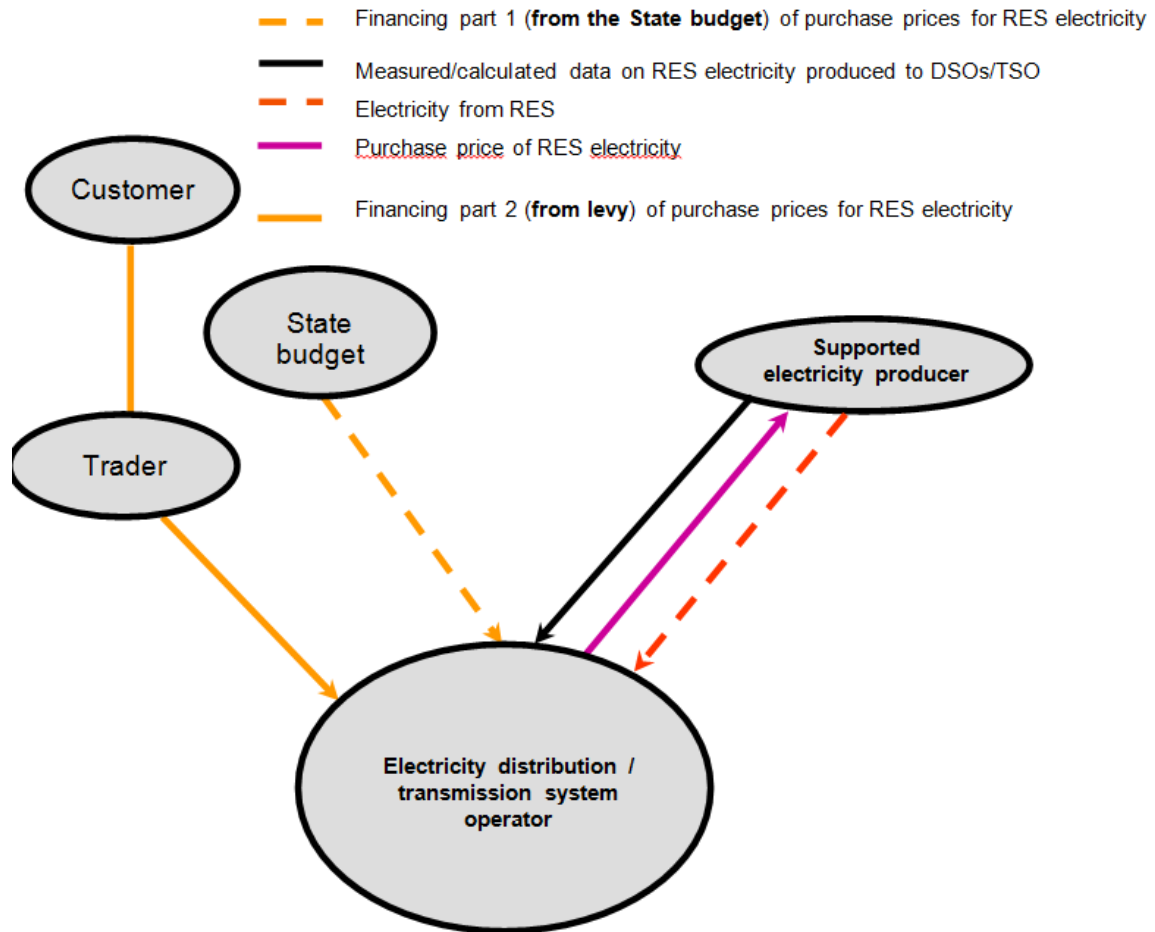 Financing part 1 (from the State budget) of purchase prices for RES electricity
Measured/calculated data on RES electricity produced to DSOs/TSO
Electricity from RES
Purchase price of RES electricity
Financing part 2 (from levy) of purchase prices for RES electricity
Customer
State
budget
Supported
electricity producer
Trader
Electricity distribution /
transmission system
operator